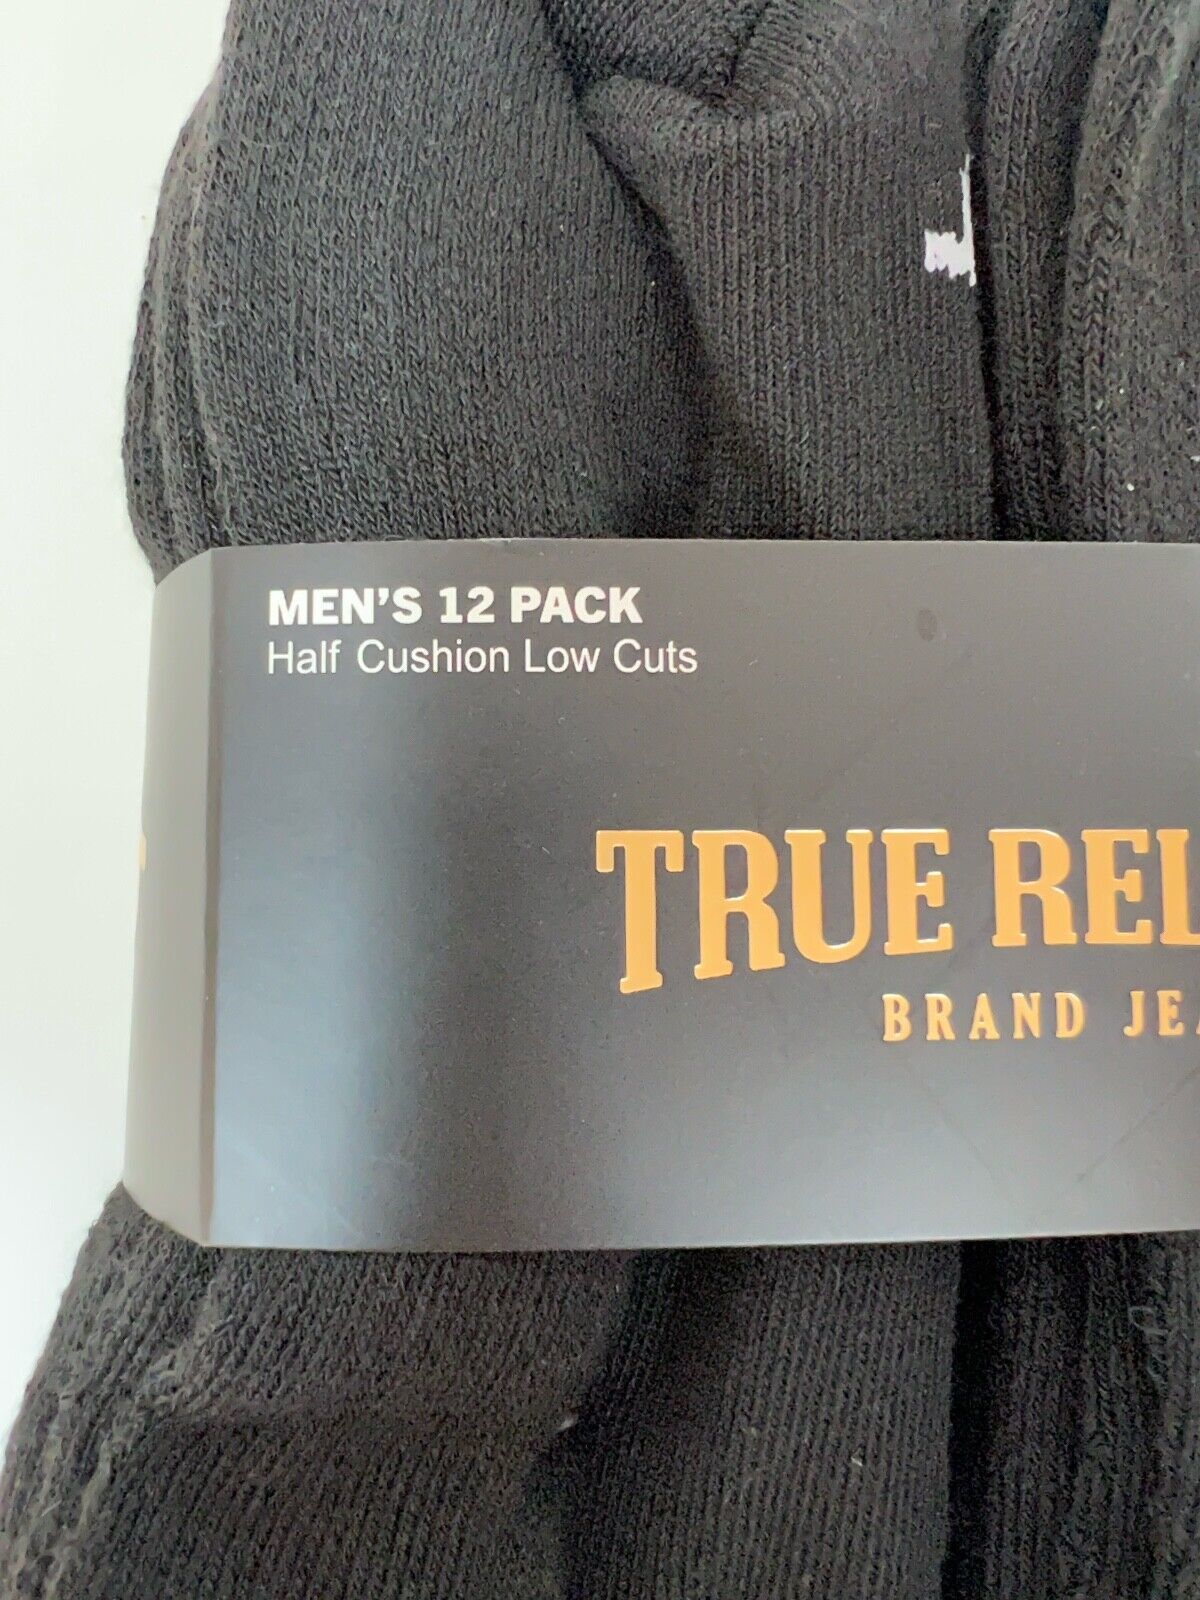 MEN'S 12 PACK
Half Cushion Low Cuts
TRUE REL
BRAND JEA